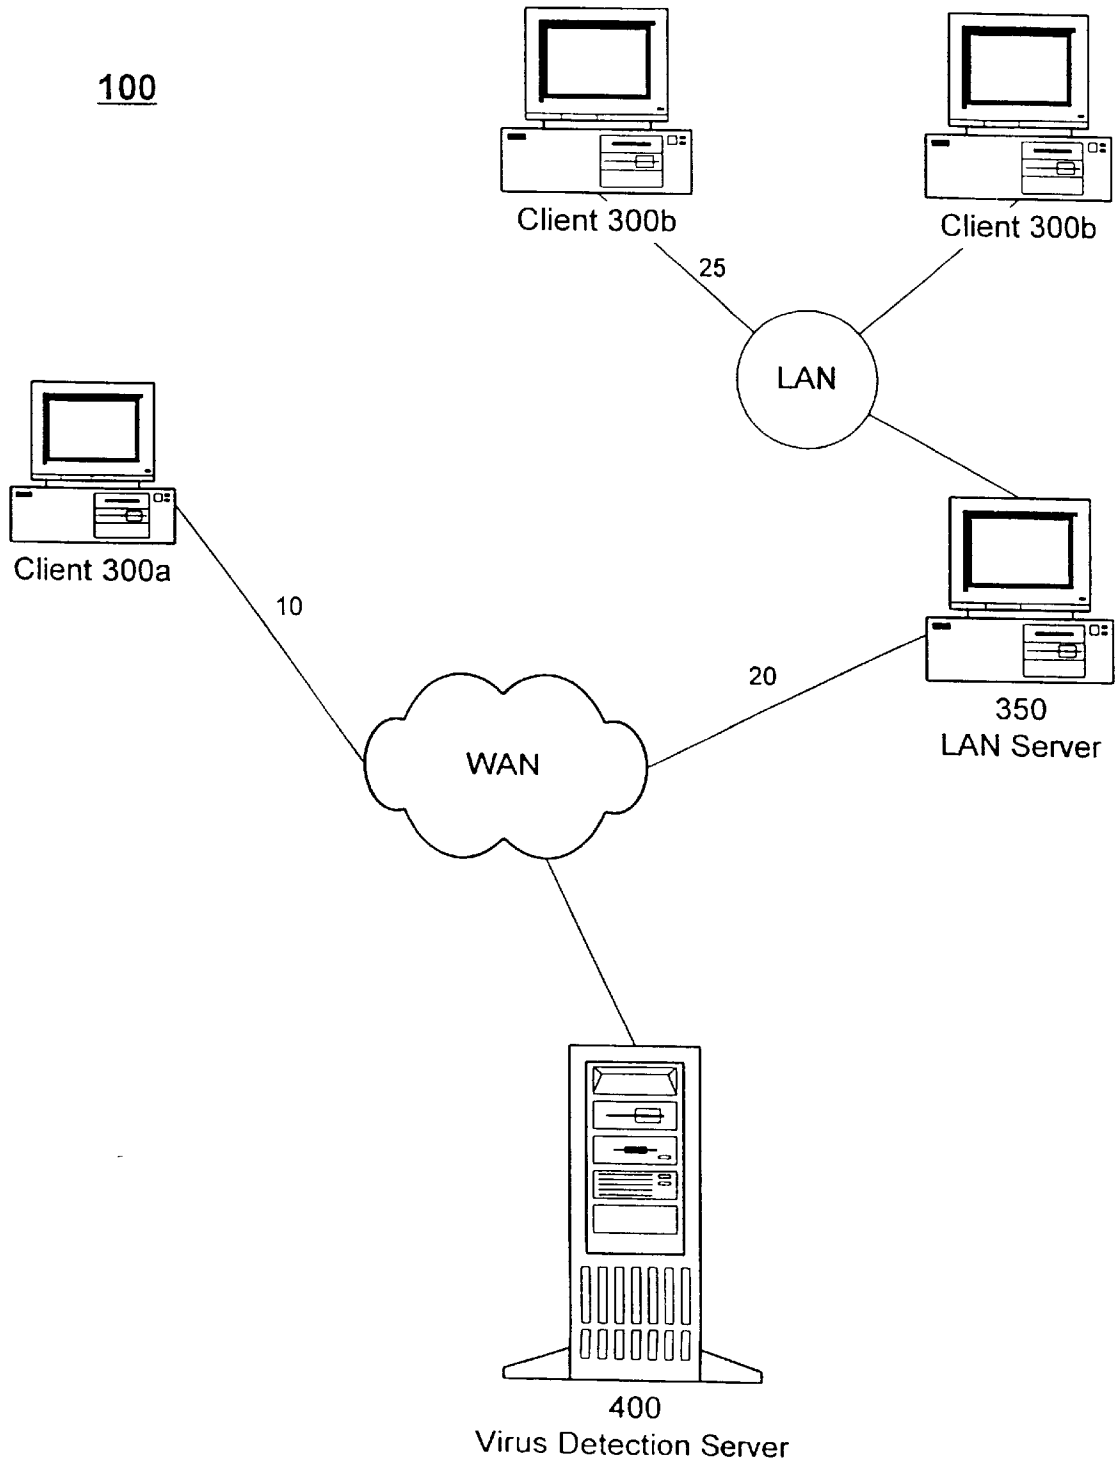 100
Client 300b
Client 300b
25
LAN
Client 300a
10
20
350
LAN Server
WAN
400
Virus Detection Server